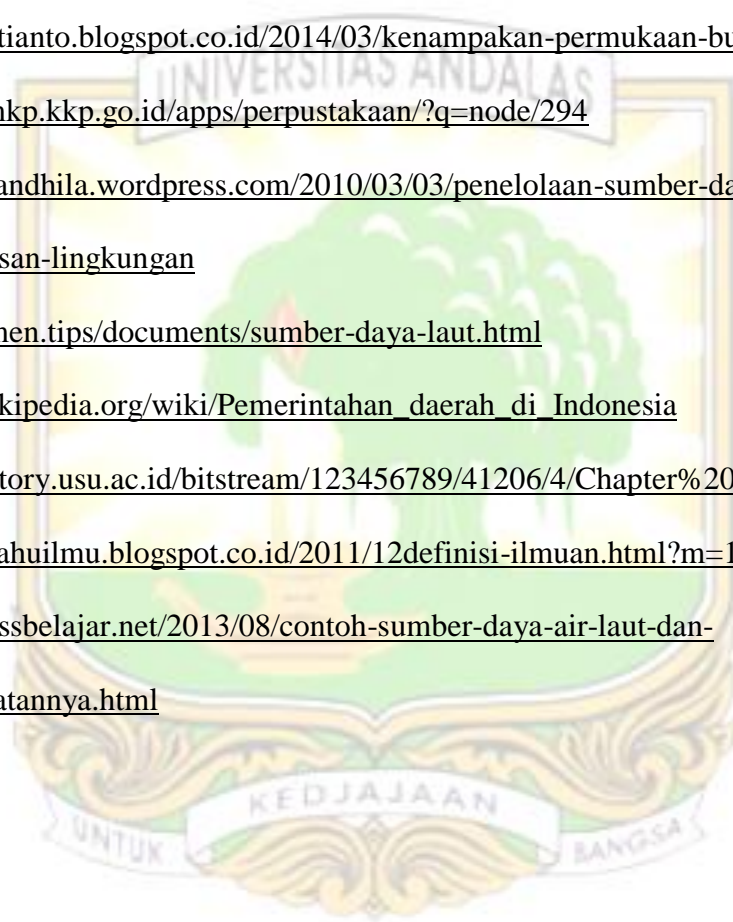 UNIVERSITAS ANDALAS
tianto.blogspot.co.id/2014/03/kenampakan-permukaan-bu
nkp.kkp.go.id/apps/perpustakaan/?q=node/294
andhila.wordpress.com/2010/03/03/penelolaan-sumber-da
san-lingkungan
nen.tips/documents/sumber-daya-laut.html
kipedia.org/wiki/Pemerintahan_daerah_di_Indonesia
tory.usu.ac.id/bitstream/123456789/41206/4/Chapter%20
ahuilmu.blogspot.co.id/2011/12definisi-ilmuan.html?m=1
ssbelajar.net/2013/08/contoh-sumber-daya-air-laut-dan-
atannya.html
UNTUK KEDJAJAAN BANGSA